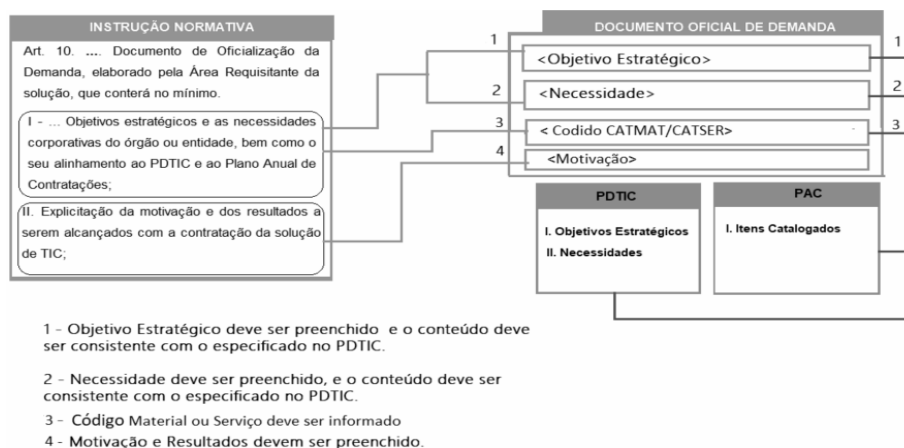 INSTRUÇÃO NORMATIVA
Art. 10. .... Documento de Oficialização da
Demanda, elaborado pela Área Requisitante da
solução, que conterá no mínimo.
I - ... Objetivos estratégicos e as necessidades
corporativas do órgão ou entidade, bem como o
seu alinhamento ao PDTIC e ao Plano Anual de
Contratações;
II. Explicitação da motivação e dos resultados a
serem alcançados com a contratação da solução
de TIC;
DOCUMENTO OFICIAL DE DEMANDA
1
<Objetivo Estratégico>
1
2
<Necessidade>
2
3
< Codido CATMAT/CATSER>
3
4
<Motivação>
PDTIC
I. Objetivos Estratégicos
II. Necessidades
PAC
I. Itens Catalogados
1 - Objetivo Estratégico deve ser preenchido e o conteúdo deve
ser consistente com o especificado no PDTIC.
2 - Necessidade deve ser preenchido, e o conteúdo deve ser
consistente com o especificado no PDTIC.
3 - Código Material ou Serviço deve ser informado
4 - Motivação e Resultados devem ser preenchido.